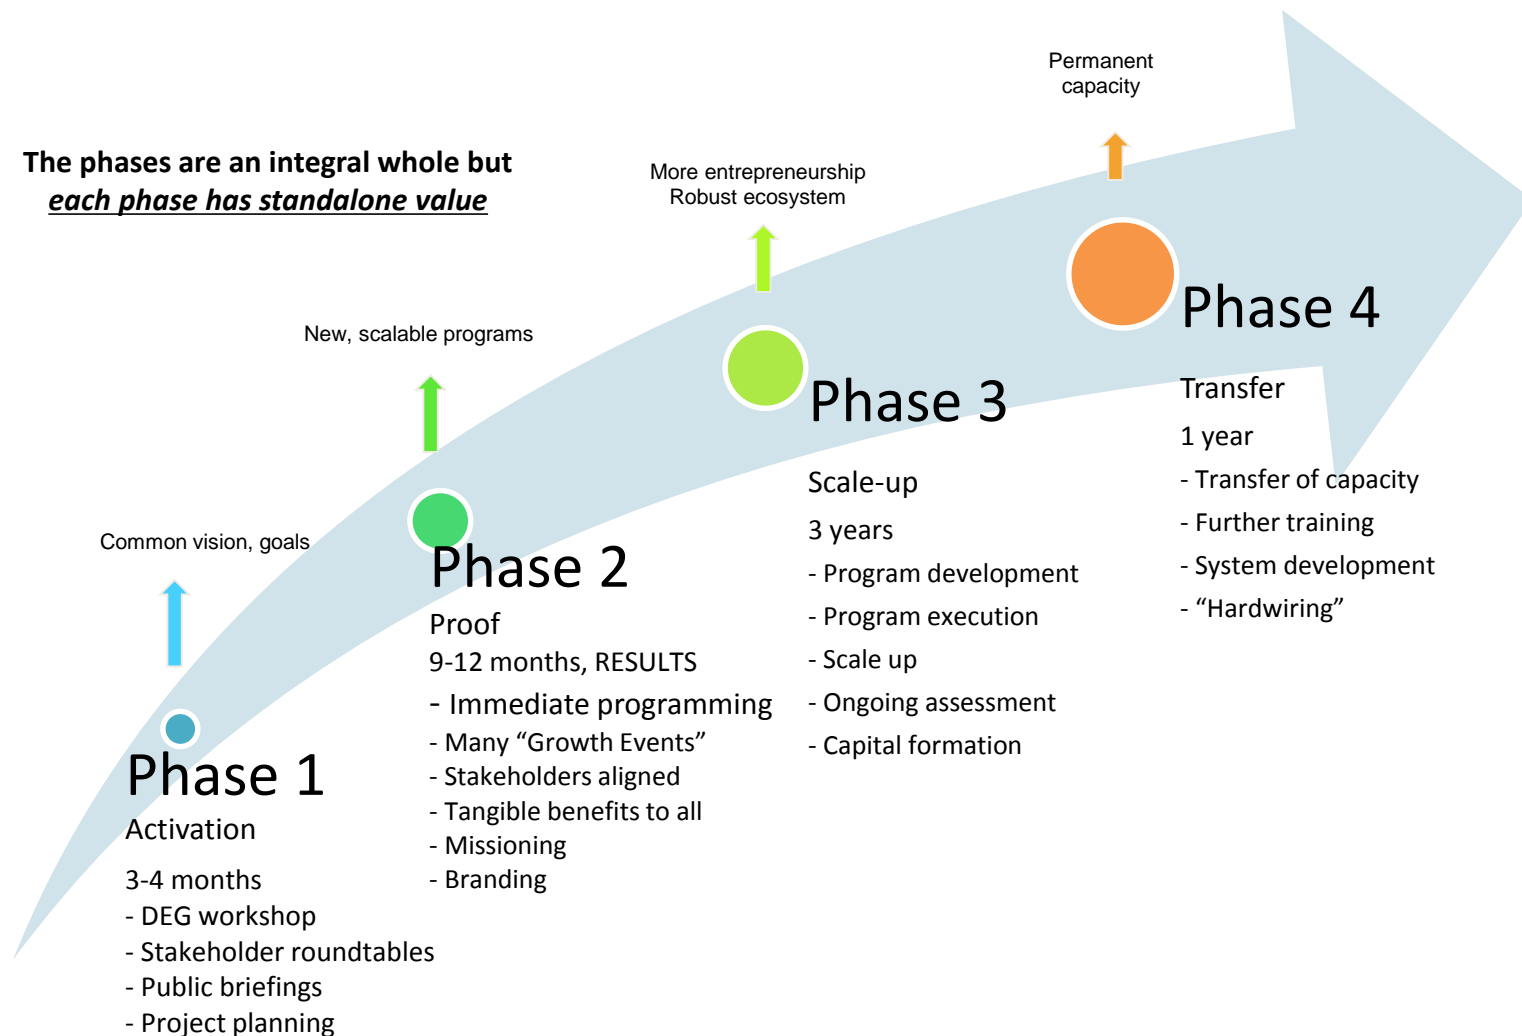 The phases are an integral whole but
each phase has standalone value
Common vision, goals
Phase 1
Activation
3-4 months
- DEG workshop
- Stakeholder roundtables
- Public briefings
- Project planning
New, scalable programs
Phase 2
Proof
9-12 months, RESULTS
- Immediate programming
- Many “Growth Events”
- Stakeholders aligned
- Tangible benefits to all
- Missioning
- Branding
More entrepreneurship
Robust ecosystem
Phase 3
Scale-up
3 years
- Program development
- Program execution
- Scale up
- Ongoing assessment
- Capital formation
Permanent
capacity
Phase 4
Transfer
1 year
- Transfer of capacity
- Further training
- System development
- “Hardwiring”